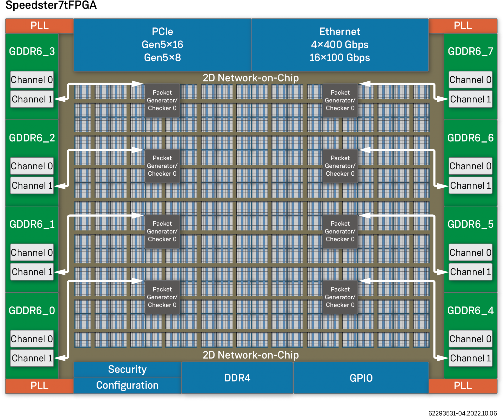 Speedster7tFPGA
PLL
PLL
PCIe
Gen5×16
Gen5×8
Ethernet
4×400 Gbps
16×100 Gbps
2D Network-on-Chip
GDDR6_3
Channel 0
Channel 1
GDDR6_2
Channel 0
Channel 1
GDDR6_1
Channel 0
Channel 1
GDDR6_0
Channel 0
Channel 1
Packet
Generator/
Checker 0
Packet
Generator/
Checker 0
Packet
Generator/
Checker 0
Packet
Generator/
Checker 0
Packet
Generator/
Checker 0
Packet
Generator/
Checker 0
Packet
Generator/
Checker 0
Packet
Generator/
Checker 0
GDDR6_7
Channel 0
Channel 1
GDDR6_6
Channel 0
Channel 1
GDDR6_5
Channel 0
Channel 1
GDDR6_4
Channel 0
Channel 1
2D Network-on-Chip
Security
Configuration
DDR4
GPIO
PLL
PLL
62293531-04.2022.10.06